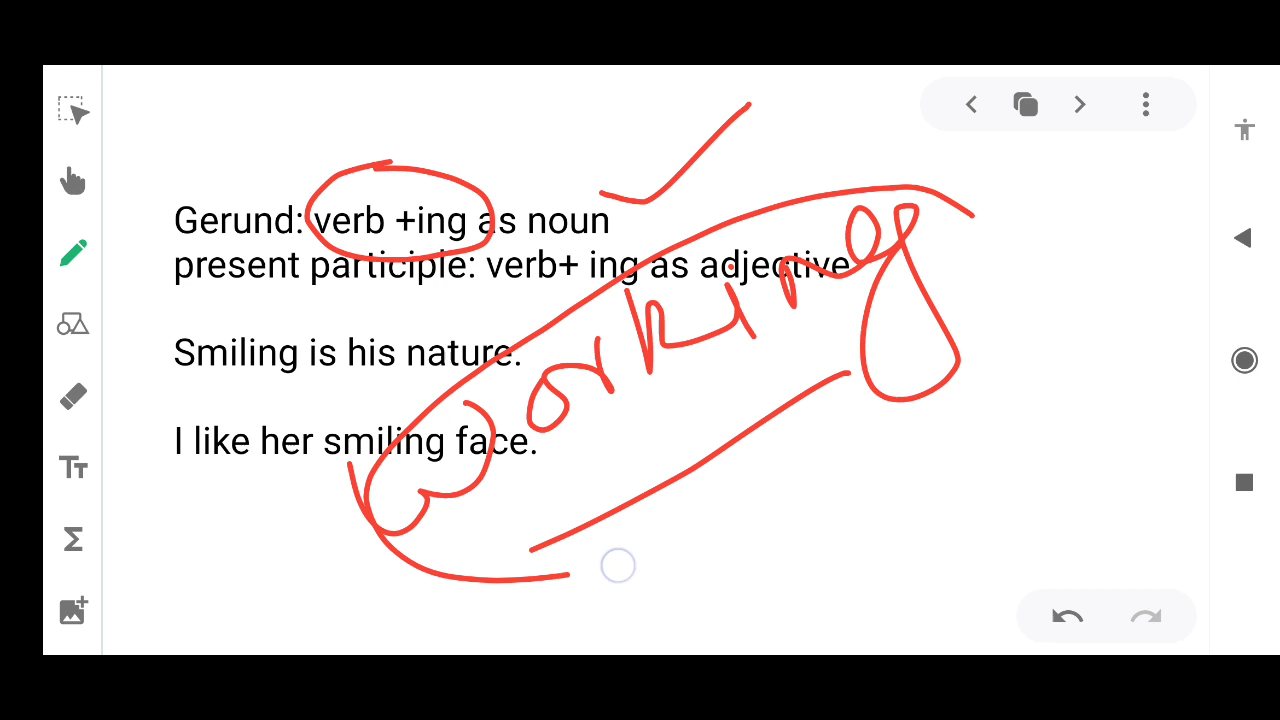 Gerund: verb +ing as noun
present participle: verb+ ing as adjective
Smiling is his nature.
I like her smiling face.
Working